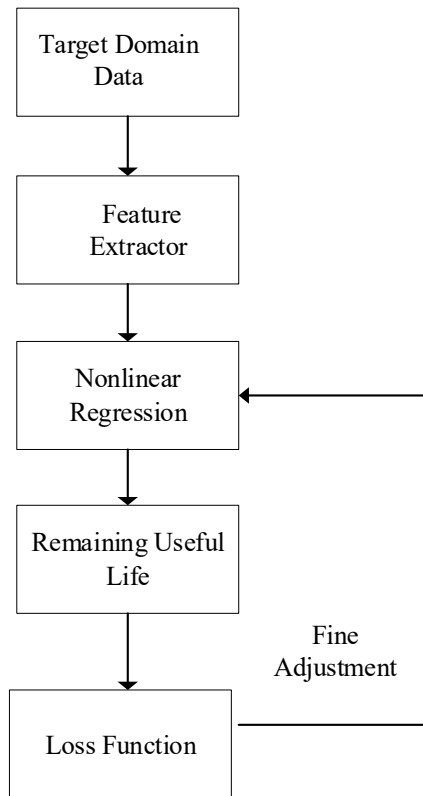 Target Domain
Data
Feature
Extractor
Nonlinear
Regression
Remaining Useful
Life
Fine
Adjustment
Loss Function